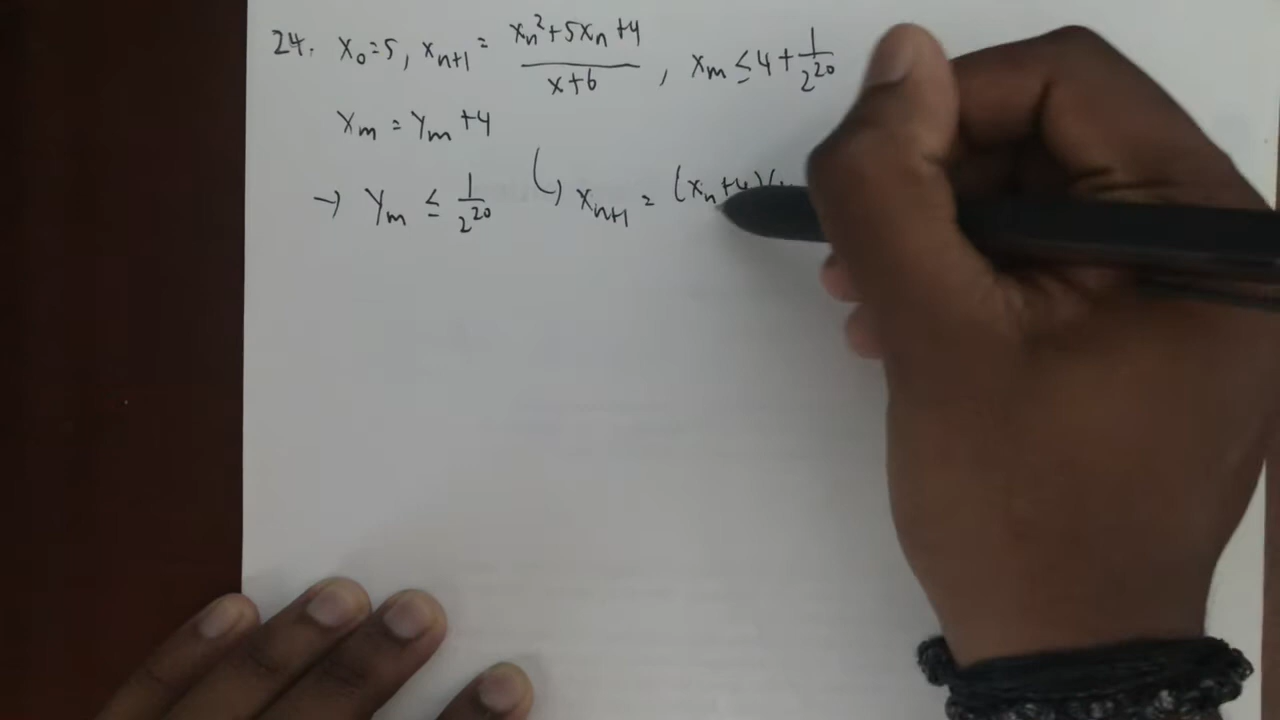 24. x₀=5, xₙ₊₁ = (xₙ²+5xₙ+4)/(x+6), xₘ ≤ 4+1/2²⁰
xₘ = yₘ +4
→ yₘ ≤ 1/2²⁰ ↳ xₙ₊₁ = (xₙ+4)(